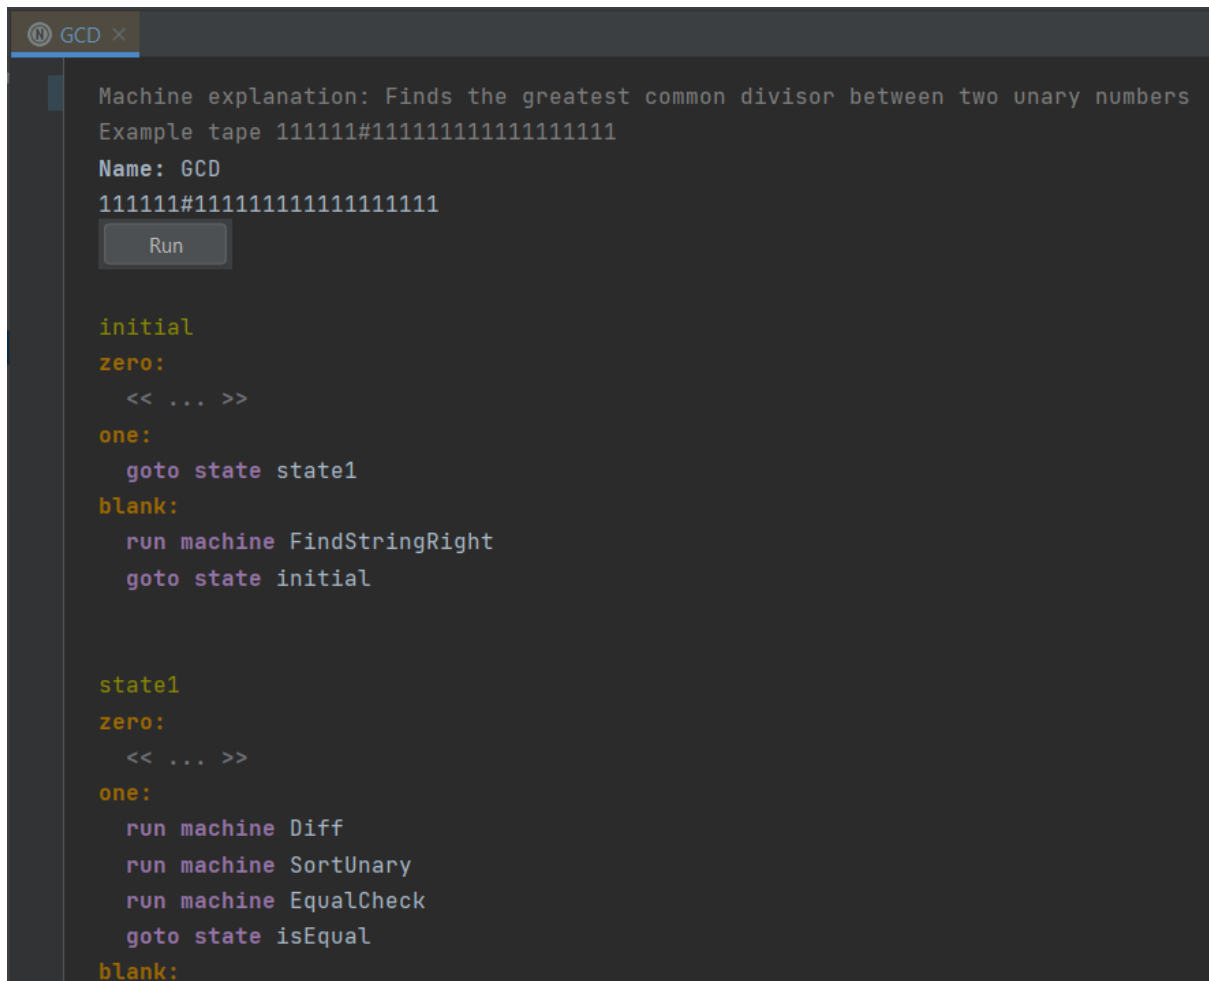 GCD
Machine explanation: Finds the greatest common divisor between two unary numbers
Example tape 111111#111111111111111111
Name: GCD
111111#111111111111111111
Run
initial
zero:
<< ... >>
one:
goto state state1
blank:
run machine FindStringRight
goto state initial
state1
zero:
<< ... >>
one:
run machine Diff
run machine SortUnary
run machine EqualCheck
goto state isEqual
blank: